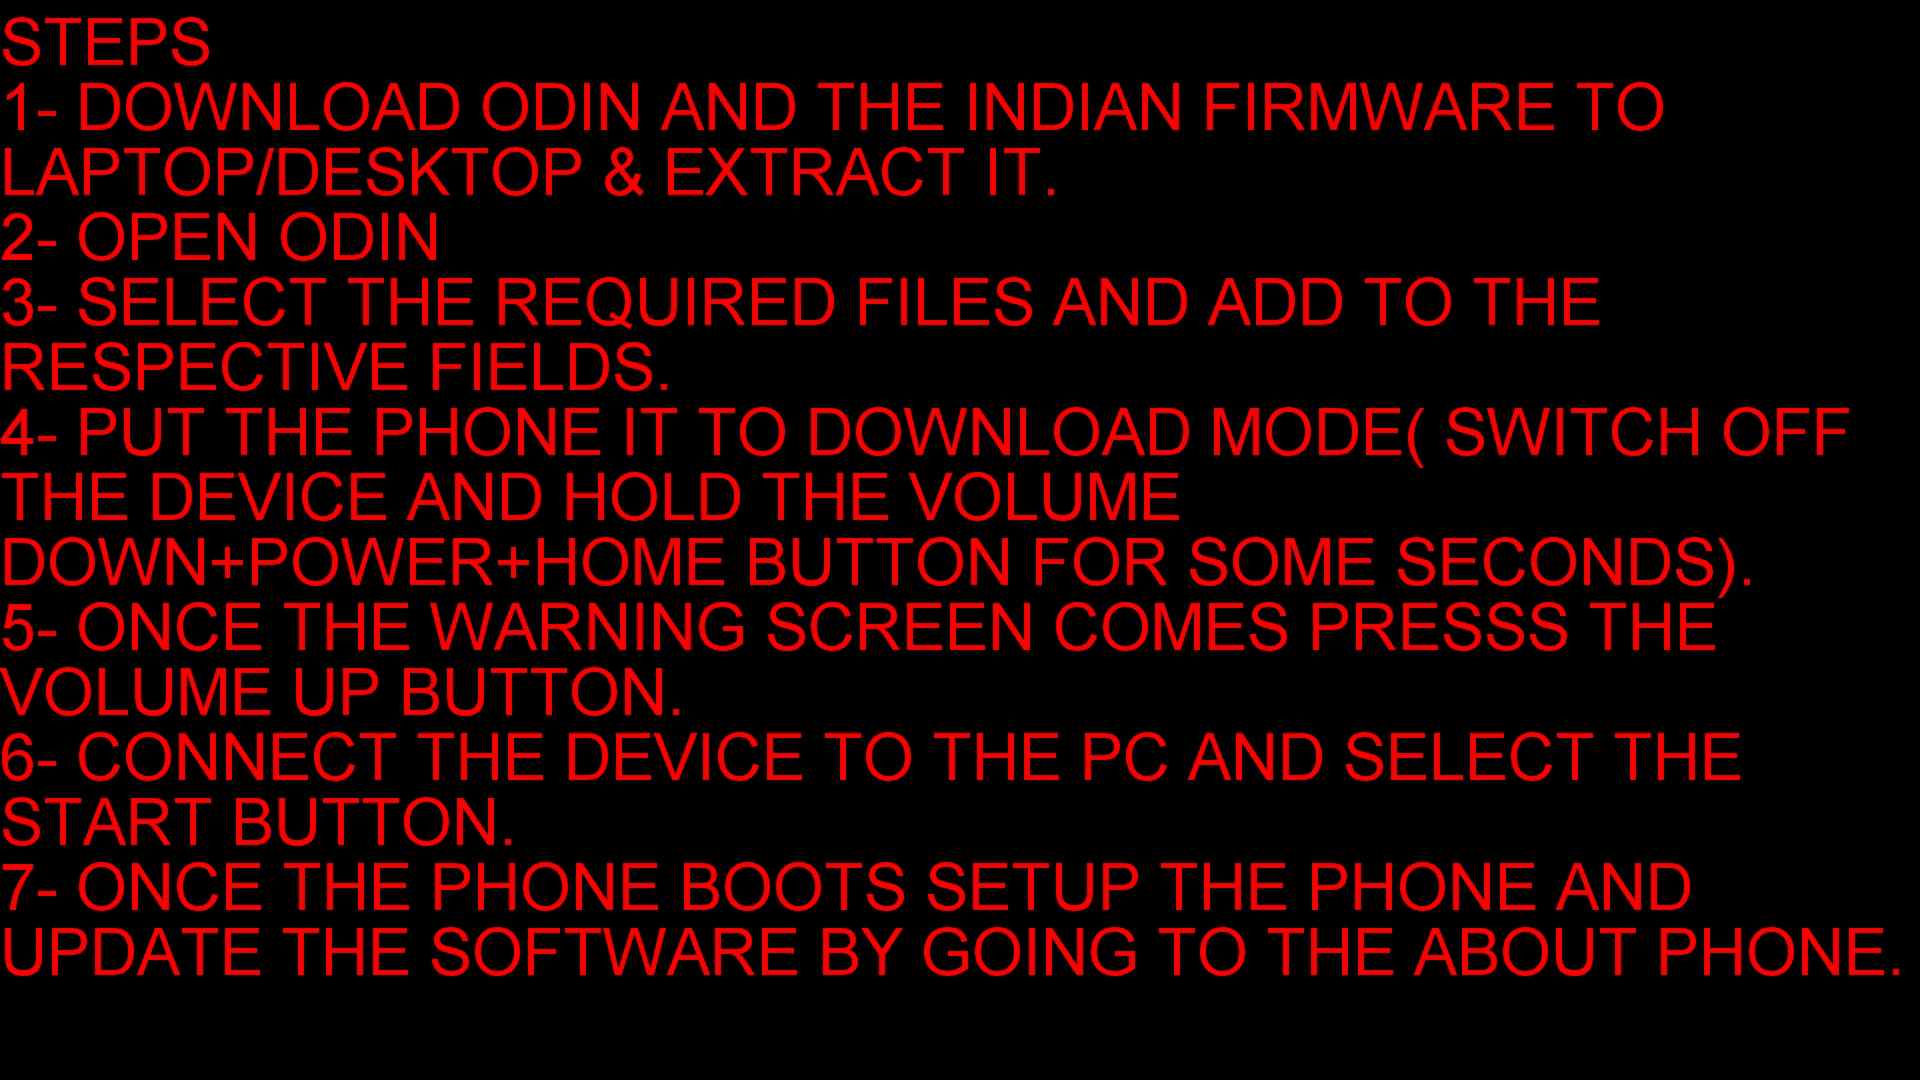 STEPS
1- DOWNLOAD ODIN AND THE INDIAN FIRMWARE TO
LAPTOP/DESKTOP & EXTRACT IT.
2- OPEN ODIN
3- SELECT THE REQUIRED FILES AND ADD TO THE
RESPECTIVE FIELDS.
4- PUT THE PHONE IT TO DOWNLOAD MODE( SWITCH OFF
THE DEVICE AND HOLD THE VOLUME
DOWN+POWER+HOME BUTTON FOR SOME SECONDS).
5- ONCE THE WARNING SCREEN COMES PRESSS THE
VOLUME UP BUTTON.
6- CONNECT THE DEVICE TO THE PC AND SELECT THE
START BUTTON.
7- ONCE THE PHONE BOOTS SETUP THE PHONE AND
UPDATE THE SOFTWARE BY GOING TO THE ABOUT PHONE.